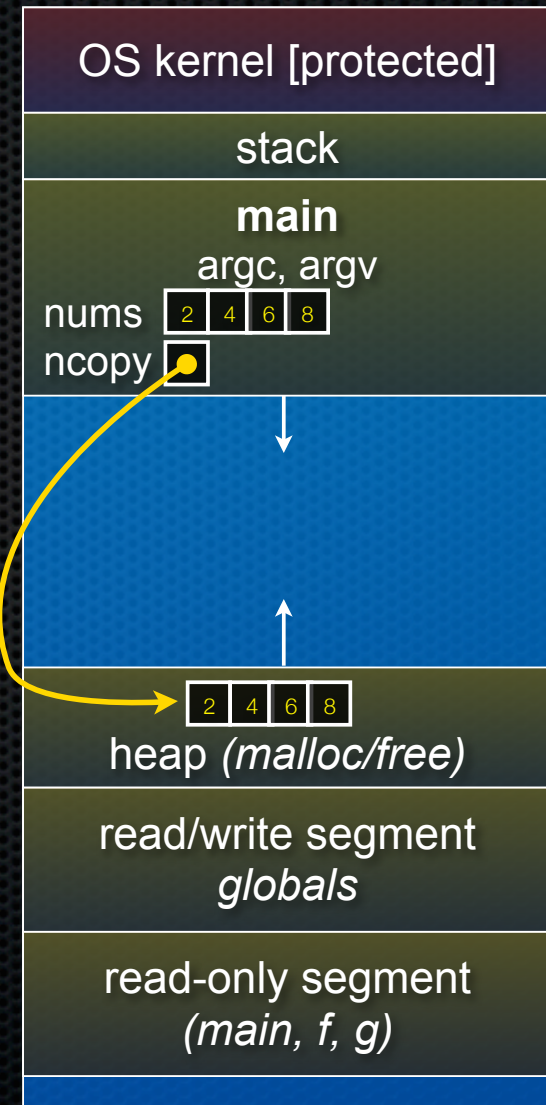 OS kernel [protected]
stack
main
argc, argv
nums 2 4 6 8
ncopy
2 4 6 8
heap (malloc/free)
read/write segment
globals
read-only segment
(main, f, g)